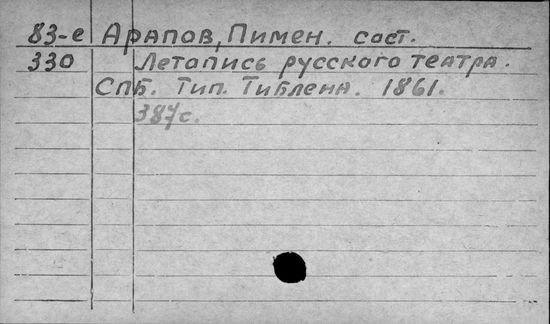 83-е Арапов, Пимен. сост.
330 Летопись русского театра.
СПБ. Тип. Тиблена. 1861.
387с.